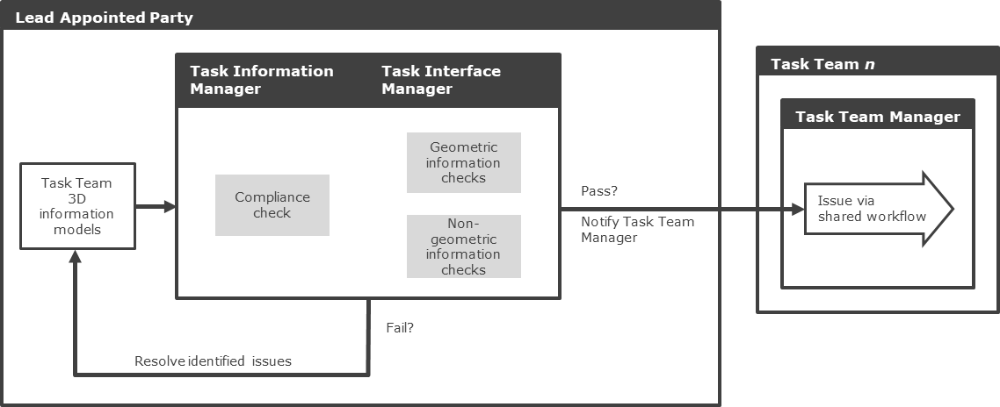 Lead Appointed Party
Task Information
Manager
Task Interface
Manager
Task Team
3D
information
models
Compliance
check
Geometric
information
checks
Non-
geometric
information
checks
Pass?
Notify Task Team
Manager
Fail?
Resolve identified issues
Task Team n
Task Team Manager
Issue via
shared workflow